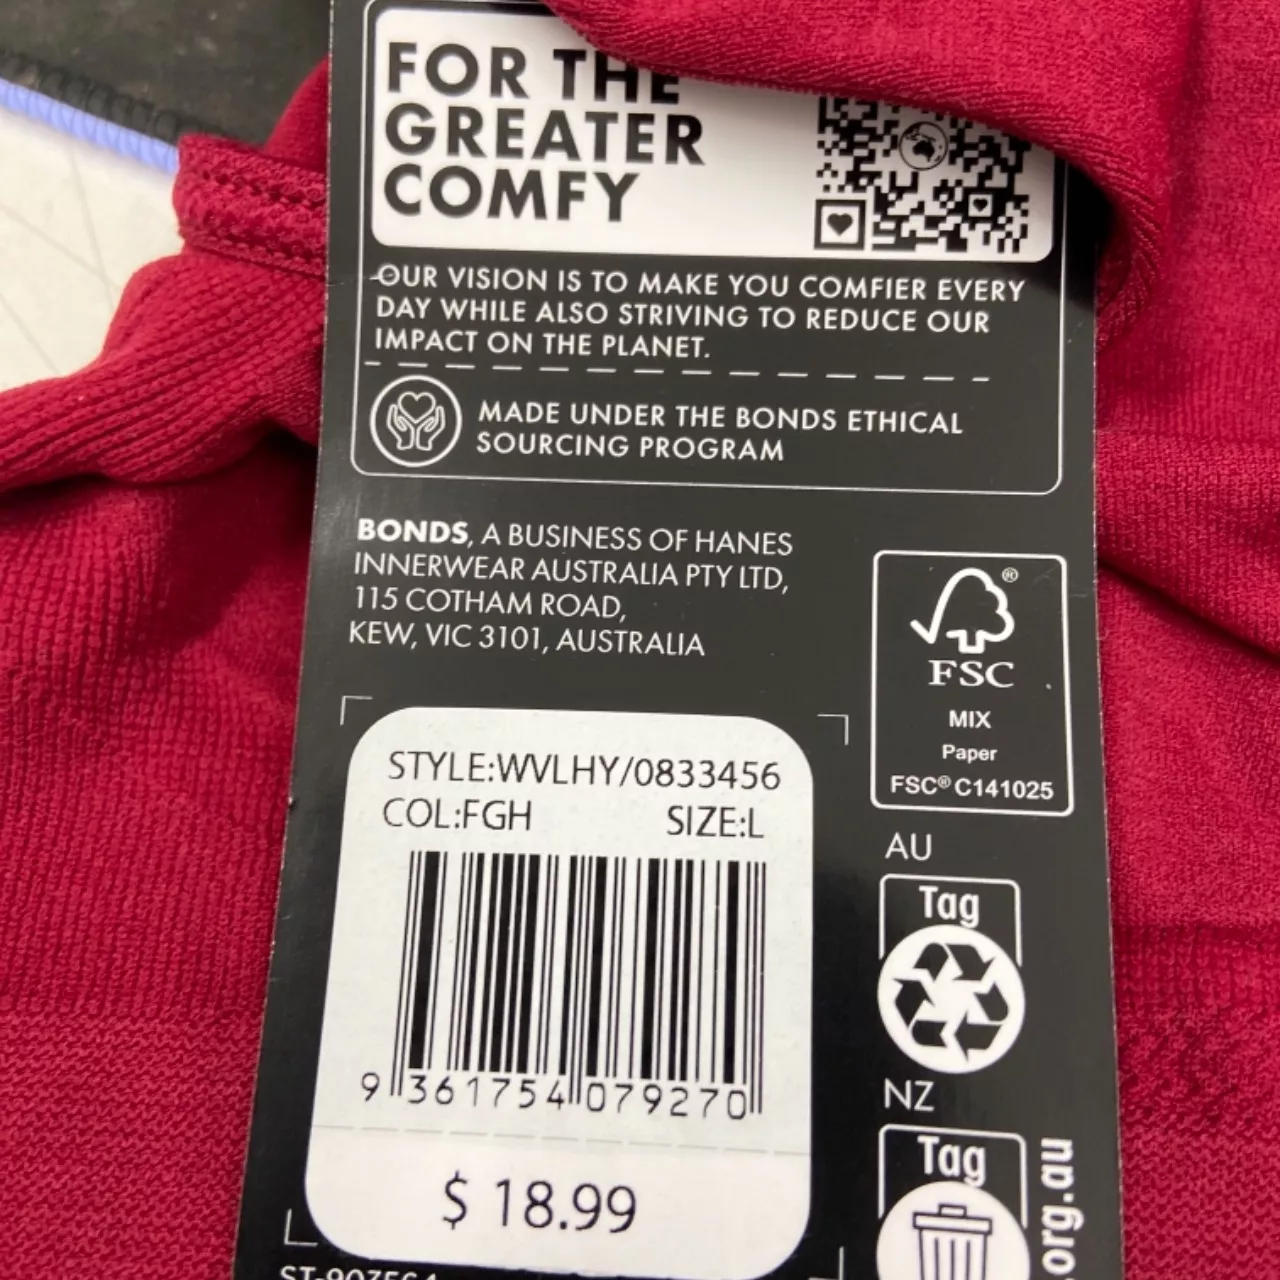 FOR THE
GREATER
COMFY
OUR VISION IS TO MAKE YOU COMFIER EVERY
DAY WHILE ALSO STRIVING TO REDUCE OUR
IMPACT ON THE PLANET.
MADE UNDER THE BONDS ETHICAL
SOURCING PROGRAM
BONDS, A BUSINESS OF HANES
INNERWEAR AUSTRALIA PTY LTD,
115 COTHAM ROAD,
KEW, VIC 3101, AUSTRALIA
FSC®
MIX
Paper
FSC® C141025
STYLE:WVLHY/0833456
COL:FGH SIZE:L
9 361754 079270
$ 18.99
AU
Tag
NZ
Tag
.org.au